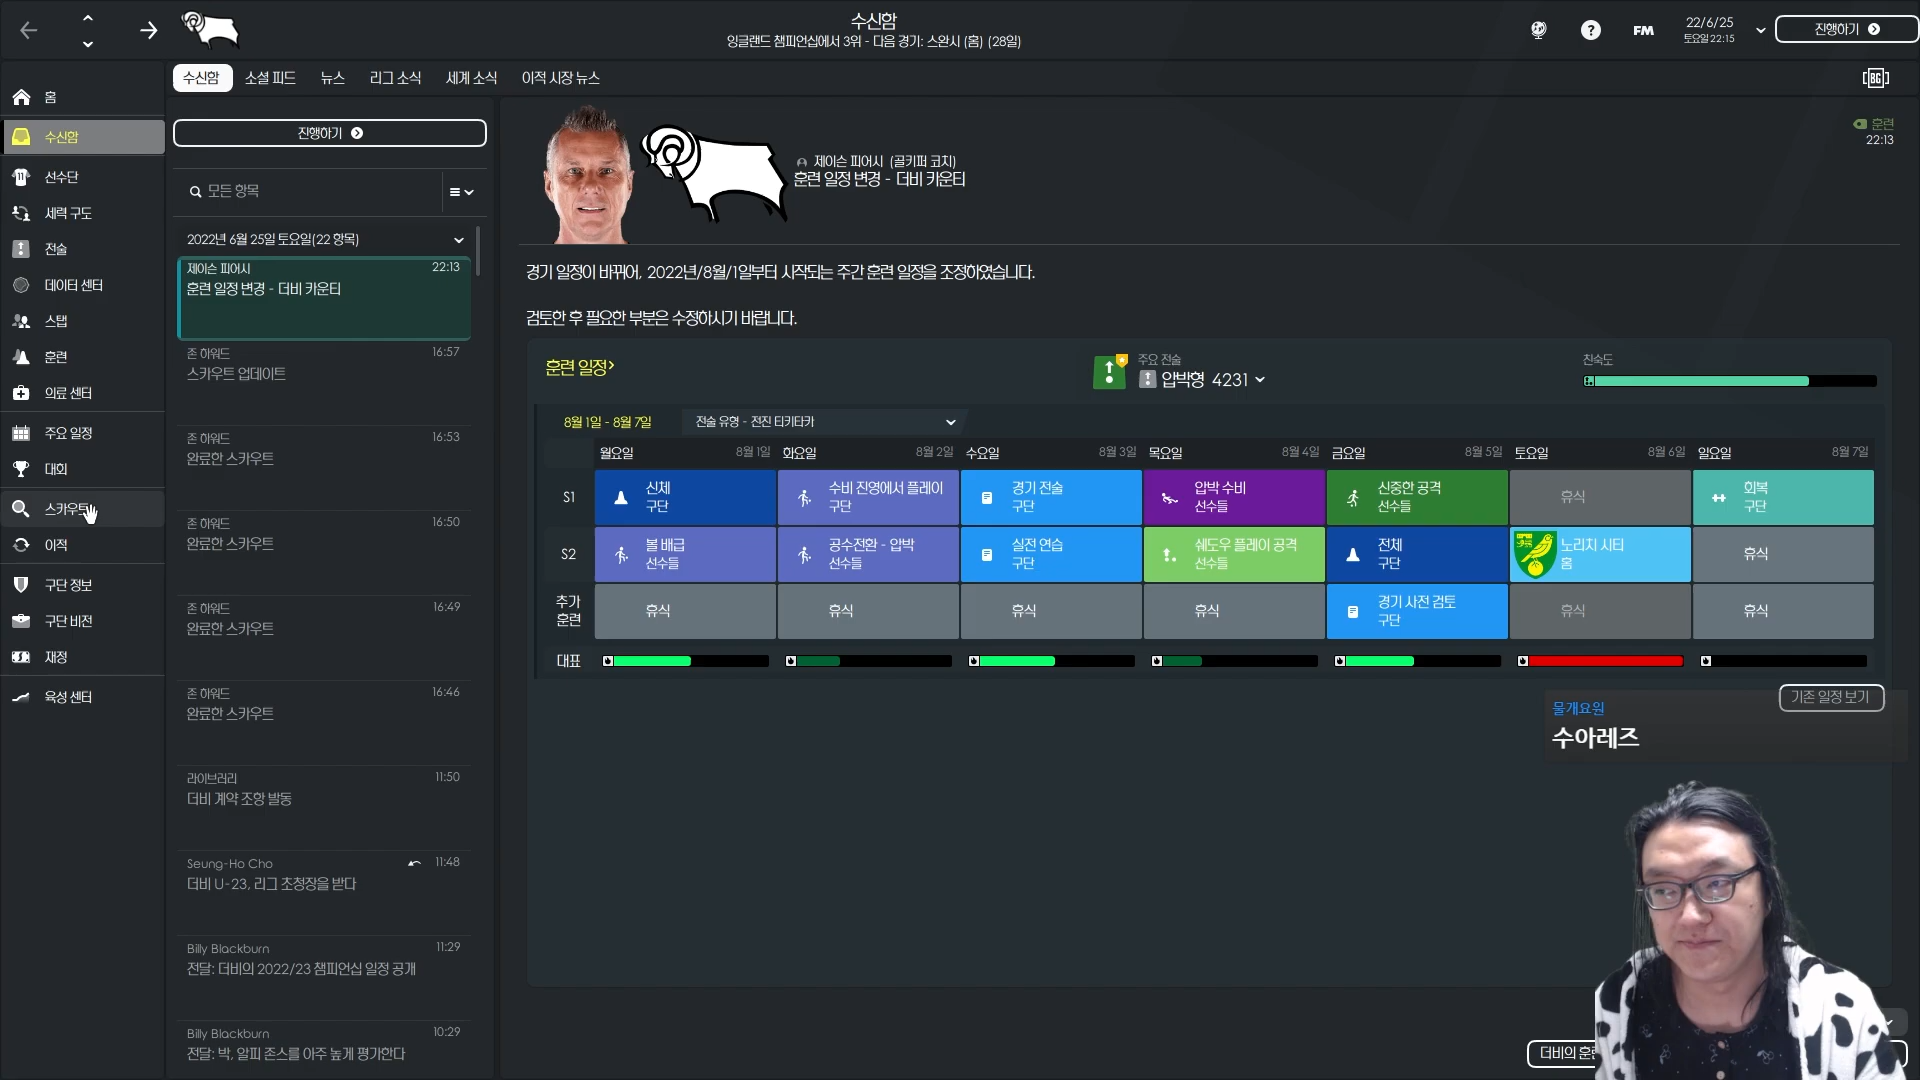 수신함
잉글랜드 챔피언십에서 3위 - 다음 경기: 스완시 (홈) (28일)
FM
22/6/25
토요일 22:15
진행하기
수신함
소셜 피드
뉴스
리그 소식
세계 소식
이적 시장 뉴스
BG
홈
수신함
선수단
세력 구도
전술
데이터 센터
스탭
훈련
의료 센터
주요 일정
대회
스카우트
이적
구단 정보
구단 비전
재정
육성 센터
진행하기
모든 항목
2022년 6월 25일 토요일(22 항목)
제이슨 피어시 22:13
훈련 일정 변경 - 더비 카운티
존 하워드 16:57
스카우트 업데이트
존 하워드 16:53
완료한 스카우트
존 하워드 16:50
완료한 스카우트
존 하워드 16:49
완료한 스카우트
존 하워드 16:46
완료한 스카우트
라이브러리 11:50
더비 계약 조항 발동
Seung-Ho Cho 11:48
더비 U-23, 리그 초청장을 받다
Billy Blackburn 11:29
전달: 더비의 2022/23 챔피언십 일정 공개
Billy Blackburn 10:29
전달: 박, 알피 존스를 아주 높게 평가한다
제이슨 피어시 (골키퍼 코치)
훈련 일정 변경 - 더비 카운티
훈련
22:13
경기 일정이 바뀌어, 2022년/8월/1일부터 시작되는 주간 훈련 일정을 조정하였습니다.
검토한 후 필요한 부분은 수정하시기 바랍니다.
훈련 일정>
주요 전술
압박형 4231
친숙도
8월 1일 - 8월 7일
전술 유형 - 전진 티키타카
월요일 8월 1일 화요일 8월 2일 수요일 8월 3일 목요일 8월 4일 금요일 8월 5일 토요일 8월 6일 일요일 8월 7일
S1
신체
구단
수비 진영에서 플레이
구단
경기 전술
구단
압박 수비
선수들
신중한 공격
선수들
휴식
회복
구단
S2
볼 배급
선수들
공수전환 - 압박
선수들
실전 연습
구단
쉐도우 플레이 공격
선수들
전체
구단
노리치 시티
홈
휴식
추가
훈련
휴식
휴식
휴식
휴식
경기 사전 검토
구단
휴식
휴식
대표
기존 일정 보기
물개요원
수아레즈
더비의 훈련